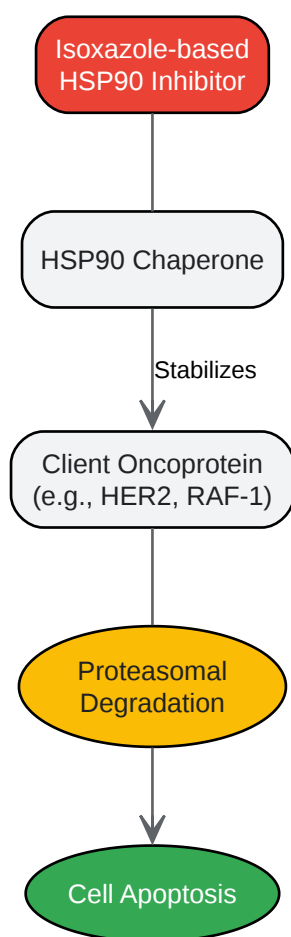 Isoxazole-based
HSP90 Inhibitor
HSP90 Chaperone
Stabilizes
Client Oncoprotein
(e.g., HER2, RAF-1)
Proteasomal
Degradation
Cell Apoptosis